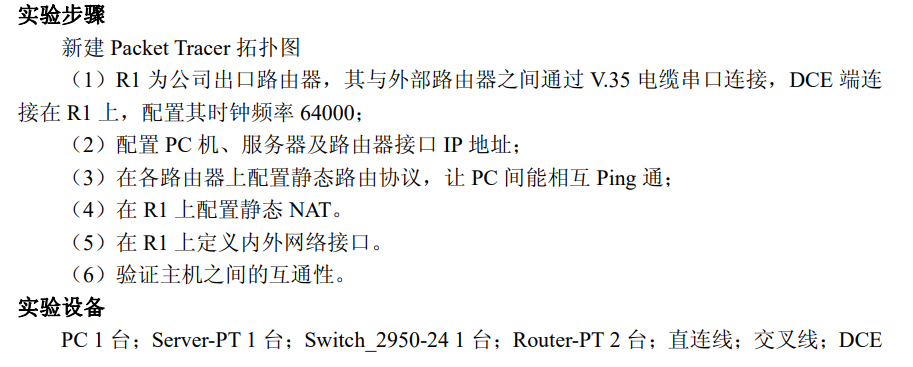 实验步骤
新建 Packet Tracer 拓扑图
（1）R1 为公司出口路由器，其与外部路由器之间通过 V.35 电缆串口连接，DCE 端连
接在 R1 上，配置其时钟频率 64000；
（2）配置 PC 机、服务器及路由器接口 IP 地址；
（3）在各路由器上配置静态路由协议，让 PC 间能相互 Ping 通；
（4）在 R1 上配置静态 NAT。
（5）在 R1 上定义内外网络接口。
（6）验证主机之间的互通性。
实验设备
PC 1 台；Server-PT 1 台；Switch_2950-24 1 台；Router-PT 2 台；直连线；交叉线；DCE